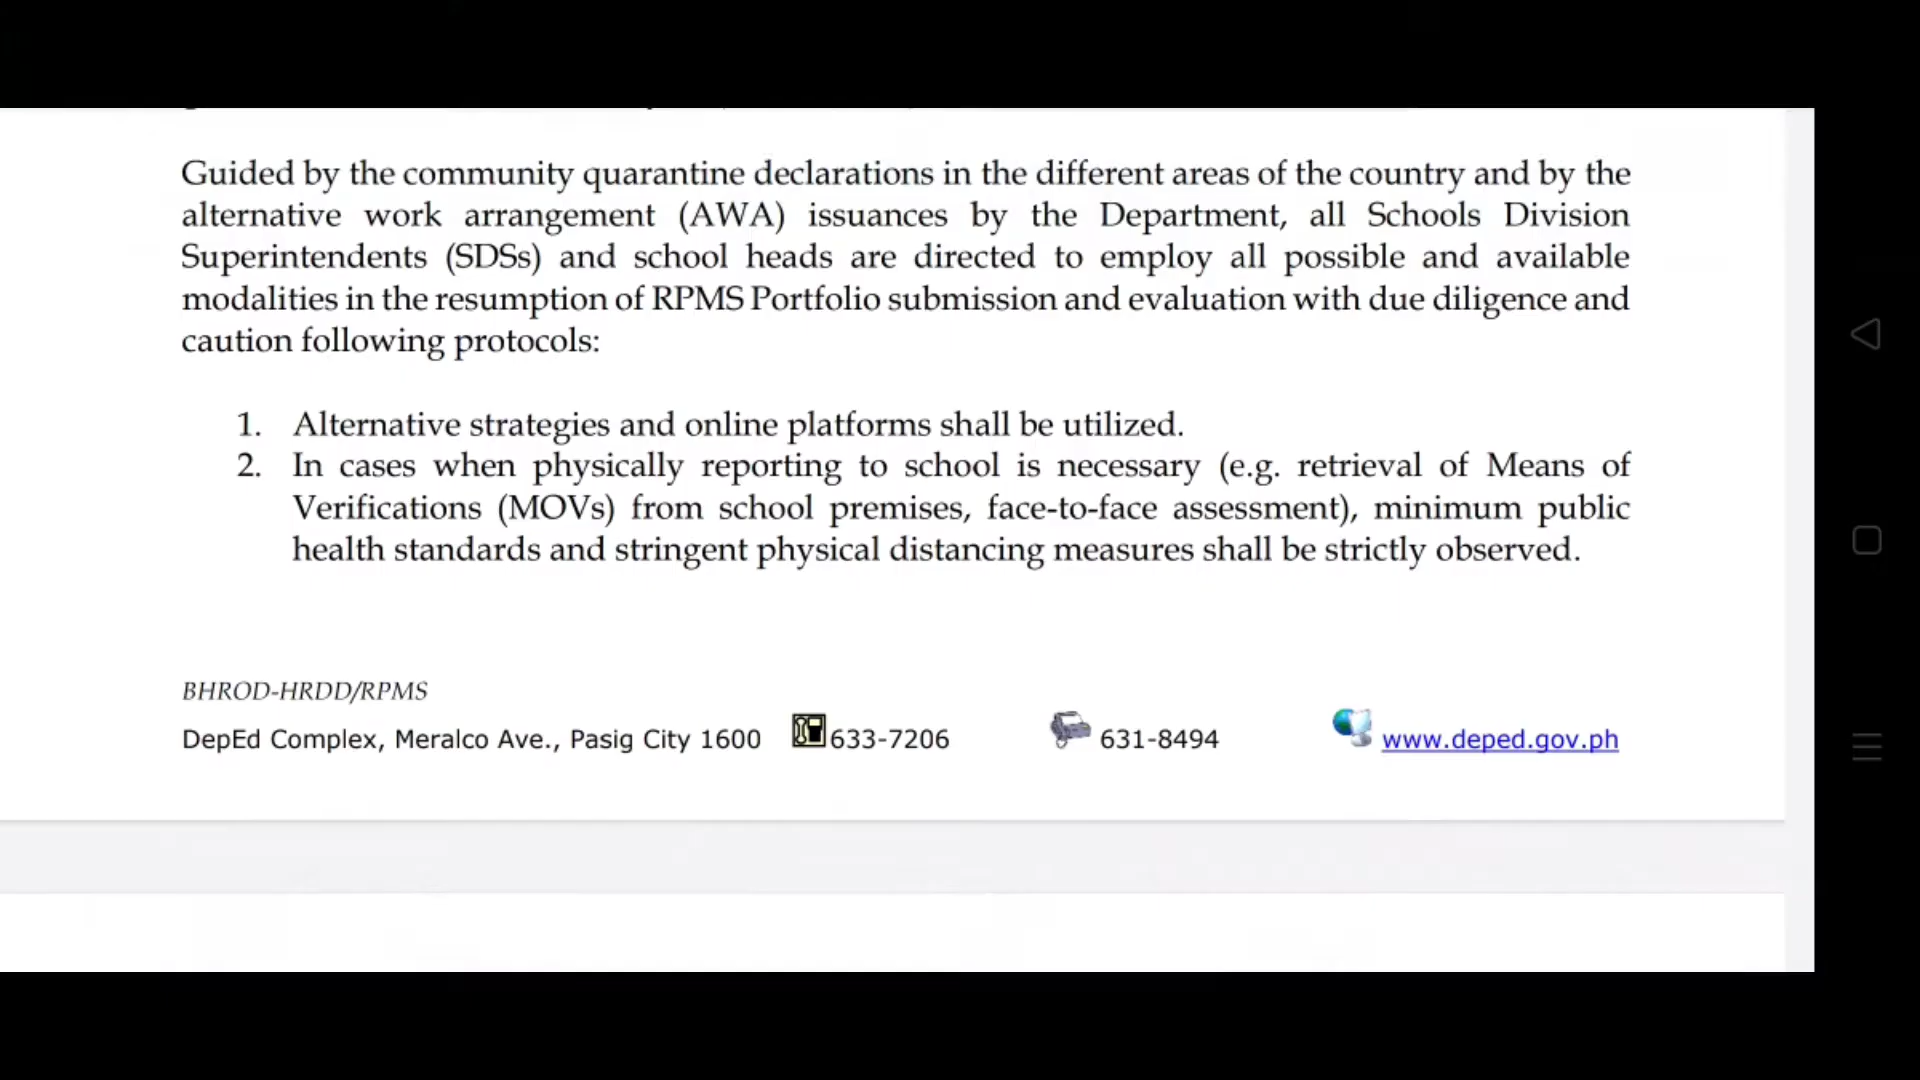 Guided by the community quarantine declarations in the different areas of the country and by the
alternative work arrangement (AWA) issuances by the Department, all Schools Division
Superintendents (SDSs) and school heads are directed to employ all possible and available
modalities in the resumption of RPMS Portfolio submission and evaluation with due diligence and
caution following protocols:
1. Alternative strategies and online platforms shall be utilized.
2. In cases when physically reporting to school is necessary (e.g. retrieval of Means of
Verifications (MOVs) from school premises, face-to-face assessment), minimum public
health standards and stringent physical distancing measures shall be strictly observed.
BHROD-HRDD/RPMS
DepEd Complex, Meralco Ave., Pasig City 1600 633-7206 631-8494 www.deped.gov.ph